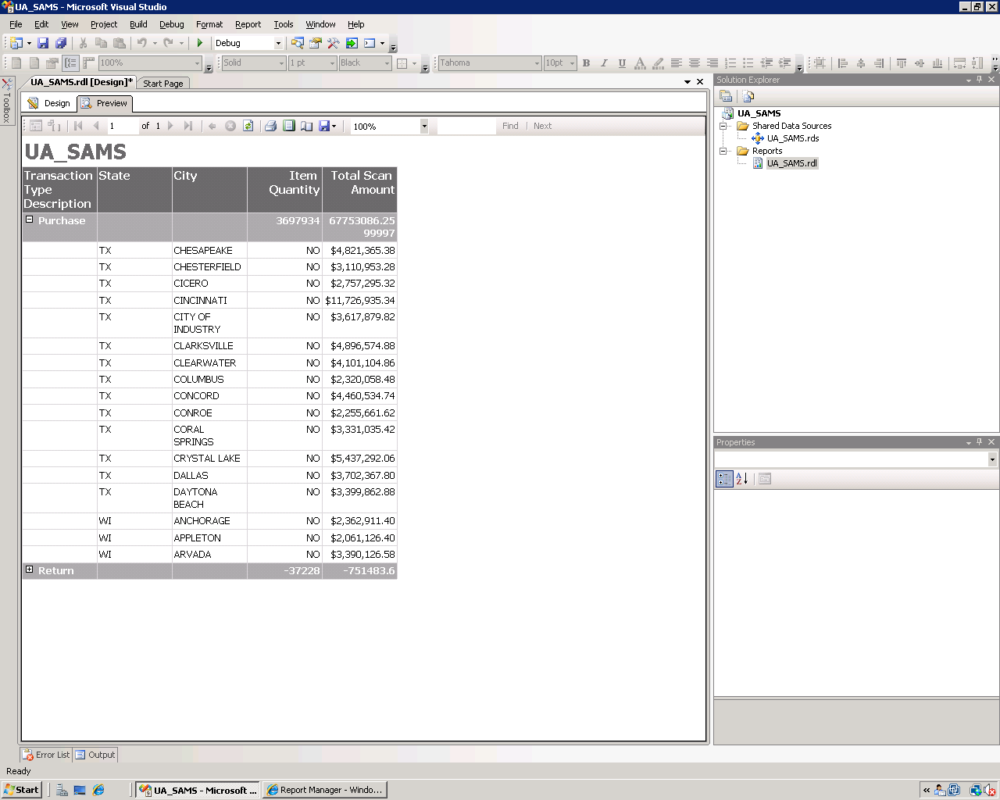 UA_SAMS - Microsoft Visual Studio
File Edit View Project Build Debug Format Report Tools Window Help
Debug
100% Solid 1 pt Black Tahoma 10pt B I U A
UA_SAMS.rdl [Design]* Start Page
Toolbox
Design Preview
1 of 1 100% Find Next
UA_SAMS
Transaction Type Description State City Item Quantity Total Scan Amount
Purchase 3697934 67753086.2599997
TX CHESAPEAKE NO $4,821,365.38
TX CHESTERFIELD NO $3,110,953.28
TX CICERO NO $2,757,295.32
TX CINCINNATI NO $11,726,935.34
TX CITY OF INDUSTRY NO $3,617,879.82
TX CLARKSVILLE NO $4,896,574.88
TX CLEARWATER NO $4,101,104.86
TX COLUMBUS NO $2,320,058.48
TX CONCORD NO $4,460,534.74
TX CONROE NO $2,255,661.62
TX CORAL SPRINGS NO $3,331,035.42
TX CRYSTAL LAKE NO $5,437,292.06
TX DALLAS NO $3,702,367.80
TX DAYTONA BEACH NO $3,399,862.88
WI ANCHORAGE NO $2,362,911.40
WI APPLETON NO $2,061,126.40
WI ARVADA NO $3,390,126.58
Return -37228 -751483.6
Solution Explorer
UA_SAMS
Shared Data Sources
UA_SAMS.rds
Reports
UA_SAMS.rdl
Properties
Error List Output
Ready
Start UA_SAMS - Microsoft ... Report Manager - Windo...